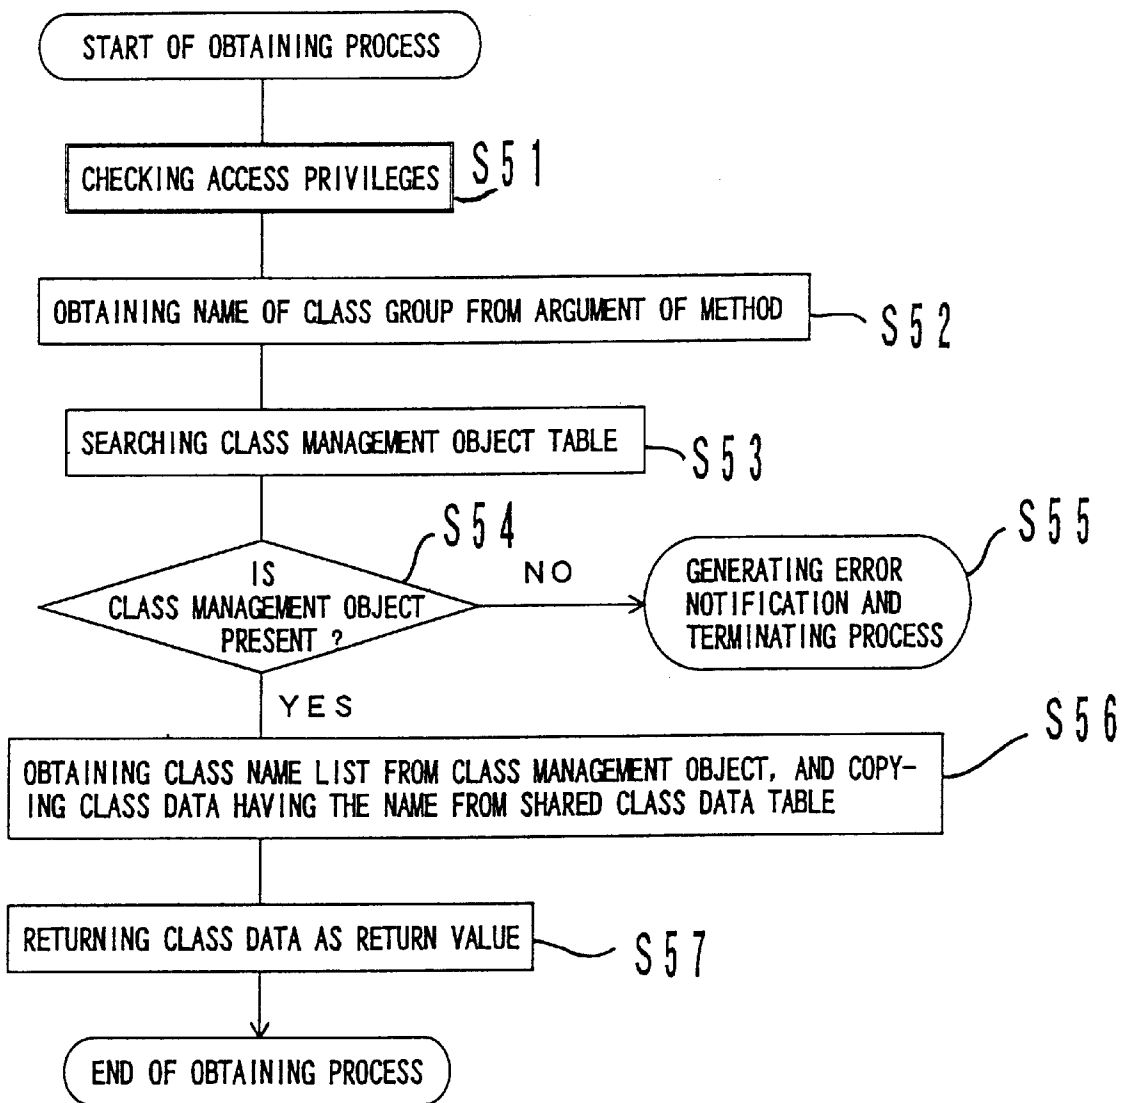 START OF OBTAINING PROCESS
CHECKING ACCESS PRIVILEGES
S51
OBTAINING NAME OF CLASS GROUP FROM ARGUMENT OF METHOD
S52
SEARCHING CLASS MANAGEMENT OBJECT TABLE
S53
S54
IS
CLASS MANAGEMENT OBJECT
PRESENT ?
NO
S55
GENERATING ERROR
NOTIFICATION AND
TERMINATING PROCESS
YES
S56
OBTAINING CLASS NAME LIST FROM CLASS MANAGEMENT OBJECT, AND COPY-
ING CLASS DATA HAVING THE NAME FROM SHARED CLASS DATA TABLE
RETURNING CLASS DATA AS RETURN VALUE
S57
END OF OBTAINING PROCESS